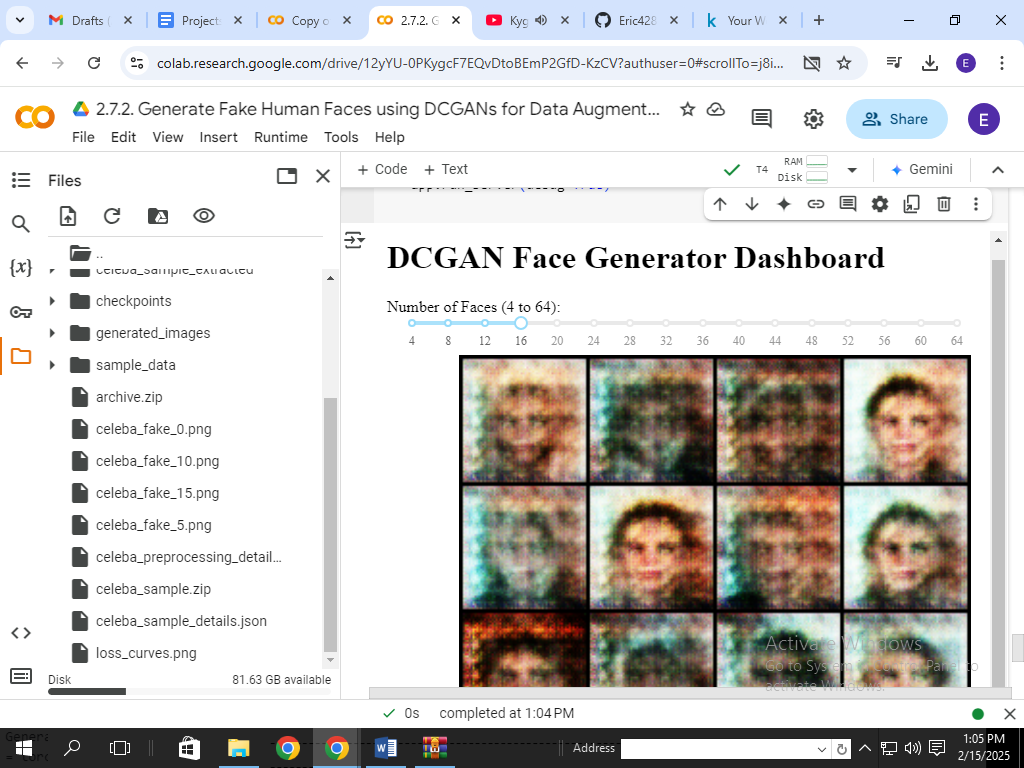 Drafts (
Project
Copy o
2.7.2. G
Kyg
Eric428
Your W
colab.research.google.com/drive/12yYU-0PKygcF7EQvDtoBEmP2GfD-KzCV?authuser=0#scrollTo=j8i...
E
2.7.2. Generate Fake Human Faces using DCGANs for Data Augment...
File Edit View Insert Runtime Tools Help
Share
E
Files
+ Code + Text
T4
RAM
Disk
Gemini
..
celeba_sample_extracted
checkpoints
generated_images
sample_data
archive.zip
celeba_fake_0.png
celeba_fake_10.png
celeba_fake_15.png
celeba_fake_5.png
celeba_preprocessing_detail...
celeba_sample.zip
celeba_sample_details.json
loss_curves.png
Disk 81.63 GB available
{x}
DCGAN Face Generator Dashboard
Number of Faces (4 to 64):
4 8 12 16 20 24 28 32 36 40 44 48 52 56 60 64
Activate Windows
Go to System in Control Panel to
activate Windows.
0s completed at 1:04 PM
Address
1:05 PM
2/15/2025